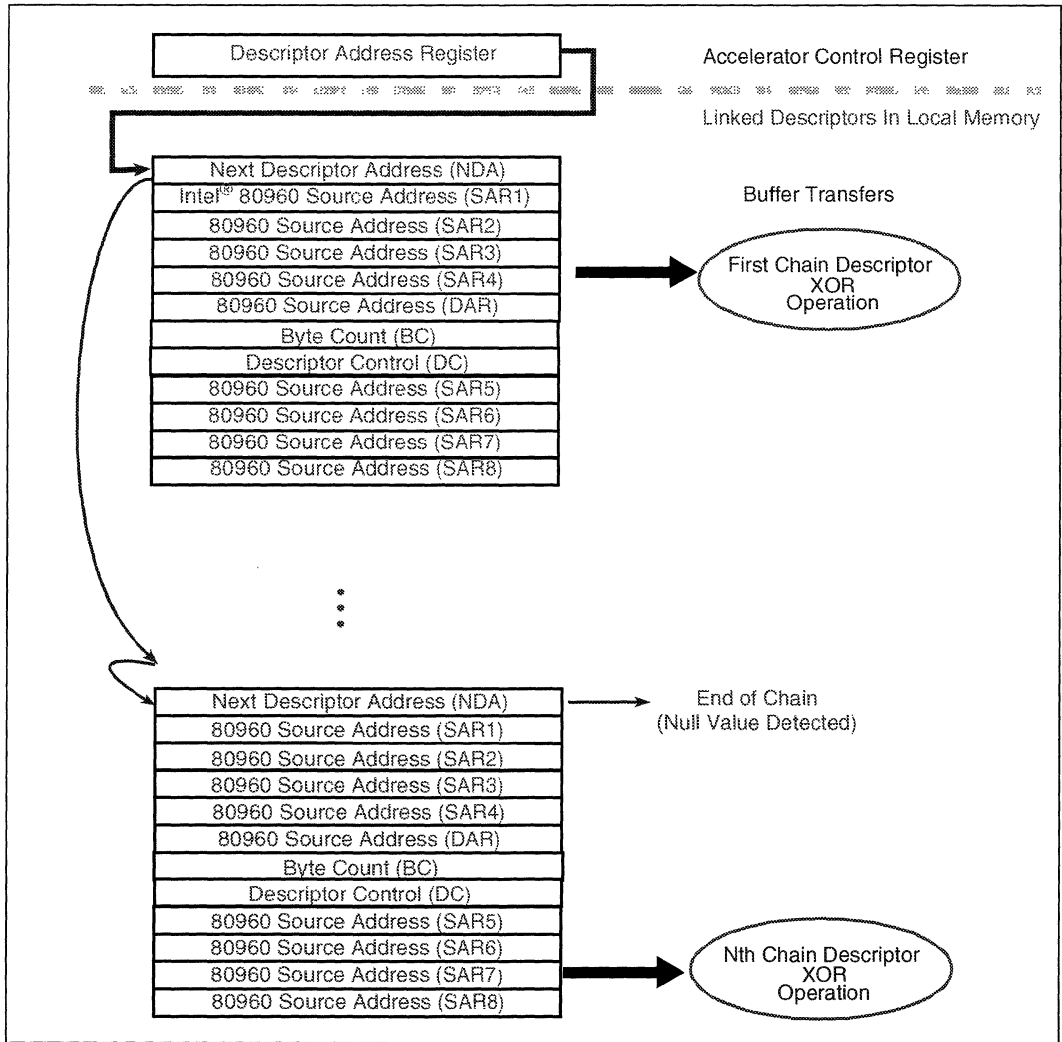 Descriptor Address Register
Accelerator Control Register
Linked Descriptors In Local Memory
Next Descriptor Address (NDA)
Intel® 80960 Source Address (SAR1)
80960 Source Address (SAR2)
80960 Source Address (SAR3)
80960 Source Address (SAR4)
80960 Source Address (DAR)
Byte Count (BC)
Descriptor Control (DC)
80960 Source Address (SAR5)
80960 Source Address (SAR6)
80960 Source Address (SAR7)
80960 Source Address (SAR8)
Buffer Transfers
First Chain Descriptor
XOR
Operation
Next Descriptor Address (NDA)
80960 Source Address (SAR1)
80960 Source Address (SAR2)
80960 Source Address (SAR3)
80960 Source Address (SAR4)
80960 Source Address (DAR)
Byte Count (BC)
Descriptor Control (DC)
80960 Source Address (SAR5)
80960 Source Address (SAR6)
80960 Source Address (SAR7)
80960 Source Address (SAR8)
End of Chain
(Null Value Detected)
Nth Chain Descriptor
XOR
Operation